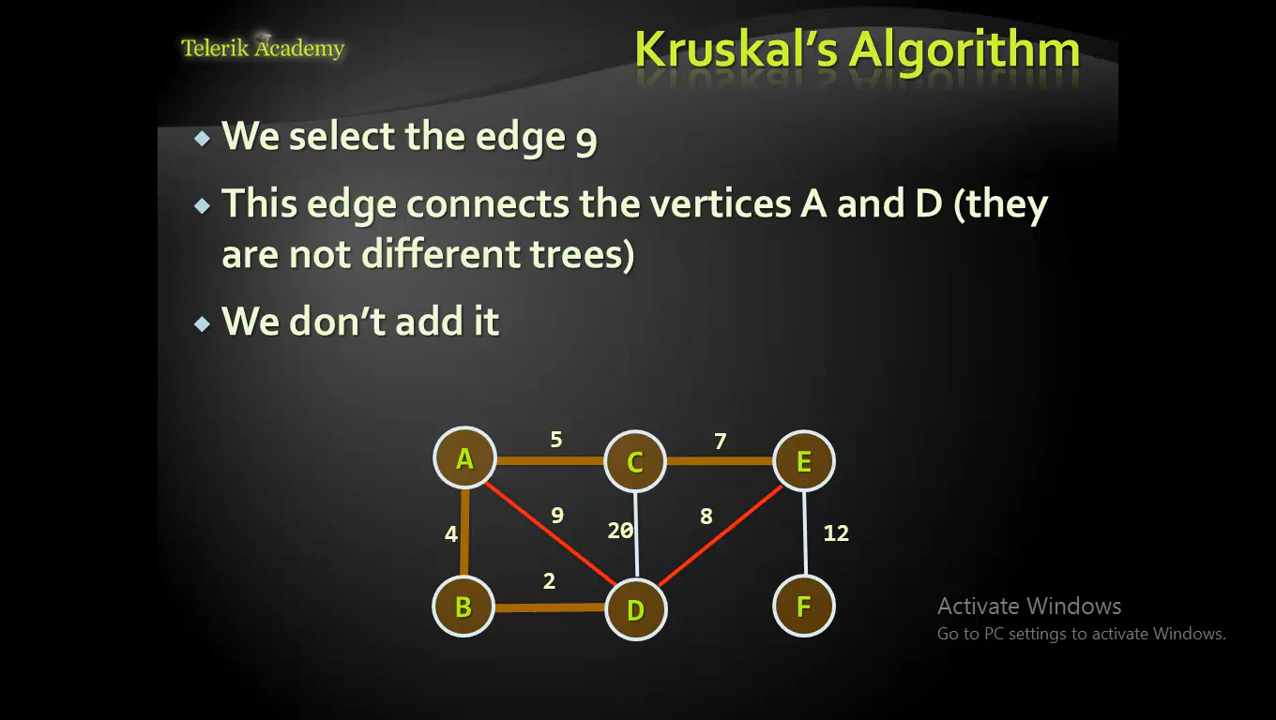 Telerik Academy
Kruskal's Algorithm
We select the edge 9
This edge connects the vertices A and D (they
are not different trees)
We don't add it
5
7
A
C
E
9
20
8
4
12
2
B
D
F
Activate Windows
Go to PC settings to activate Windows.